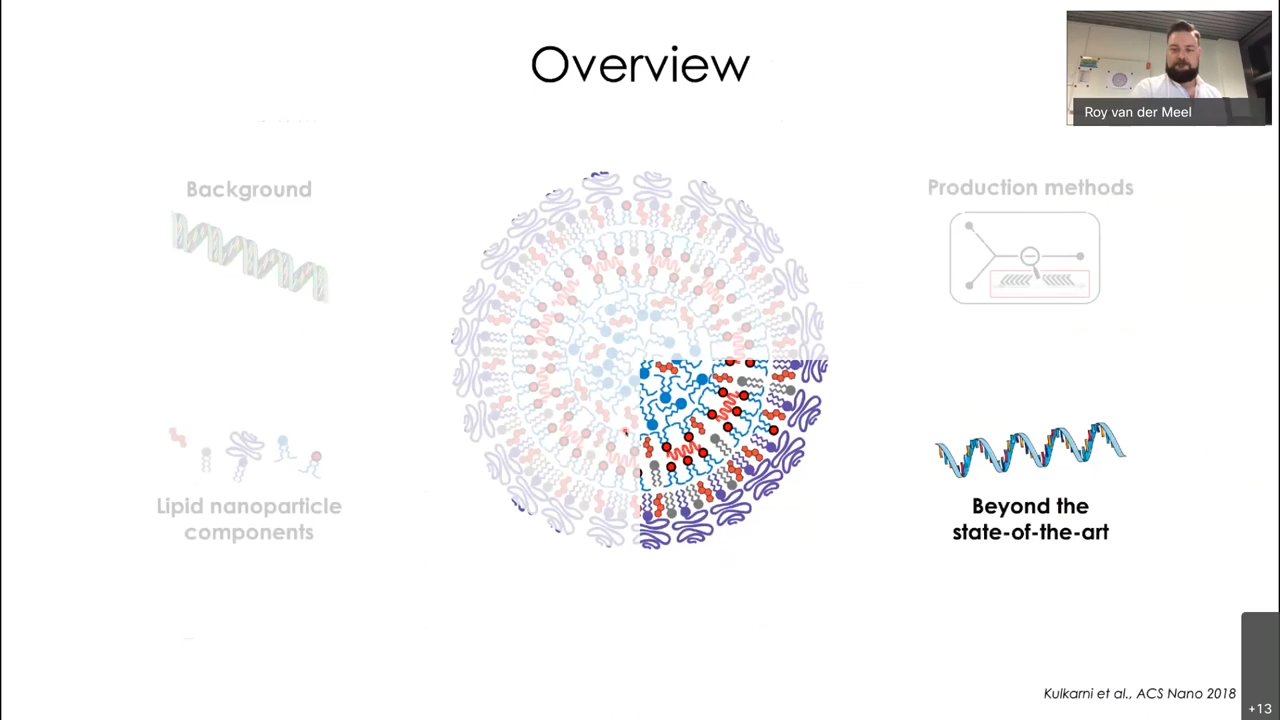 Overview
Roy van der Meel
Background
Production methods
Lipid nanoparticle
components
Beyond the
state-of-the-art
Kulkarni et al., ACS Nano 2018
+13